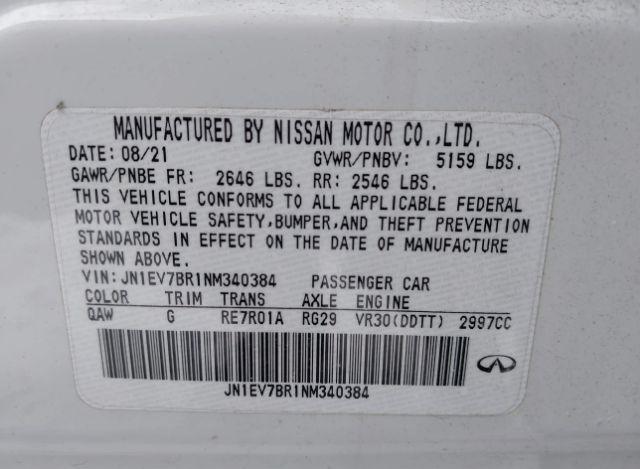 MANUFACTURED BY NISSAN MOTOR CO.,LTD.
DATE: 08/21 GVWR/PNBV: 5159 LBS.
GAWR/PNBE FR: 2646 LBS. RR: 2546 LBS.
THIS VEHICLE CONFORMS TO ALL APPLICABLE FEDERAL
MOTOR VEHICLE SAFETY,BUMPER,AND THEFT PREVENTION
STANDARDS IN EFFECT ON THE DATE OF MANUFACTURE
SHOWN ABOVE.
VIN: JN1EV7BR1NM340384 PASSENGER CAR
COLOR TRIM TRANS AXLE ENGINE
QAW G RE7R01A RG29 VR30(DDTT) 2997CC
JN1EV7BR1NM340384